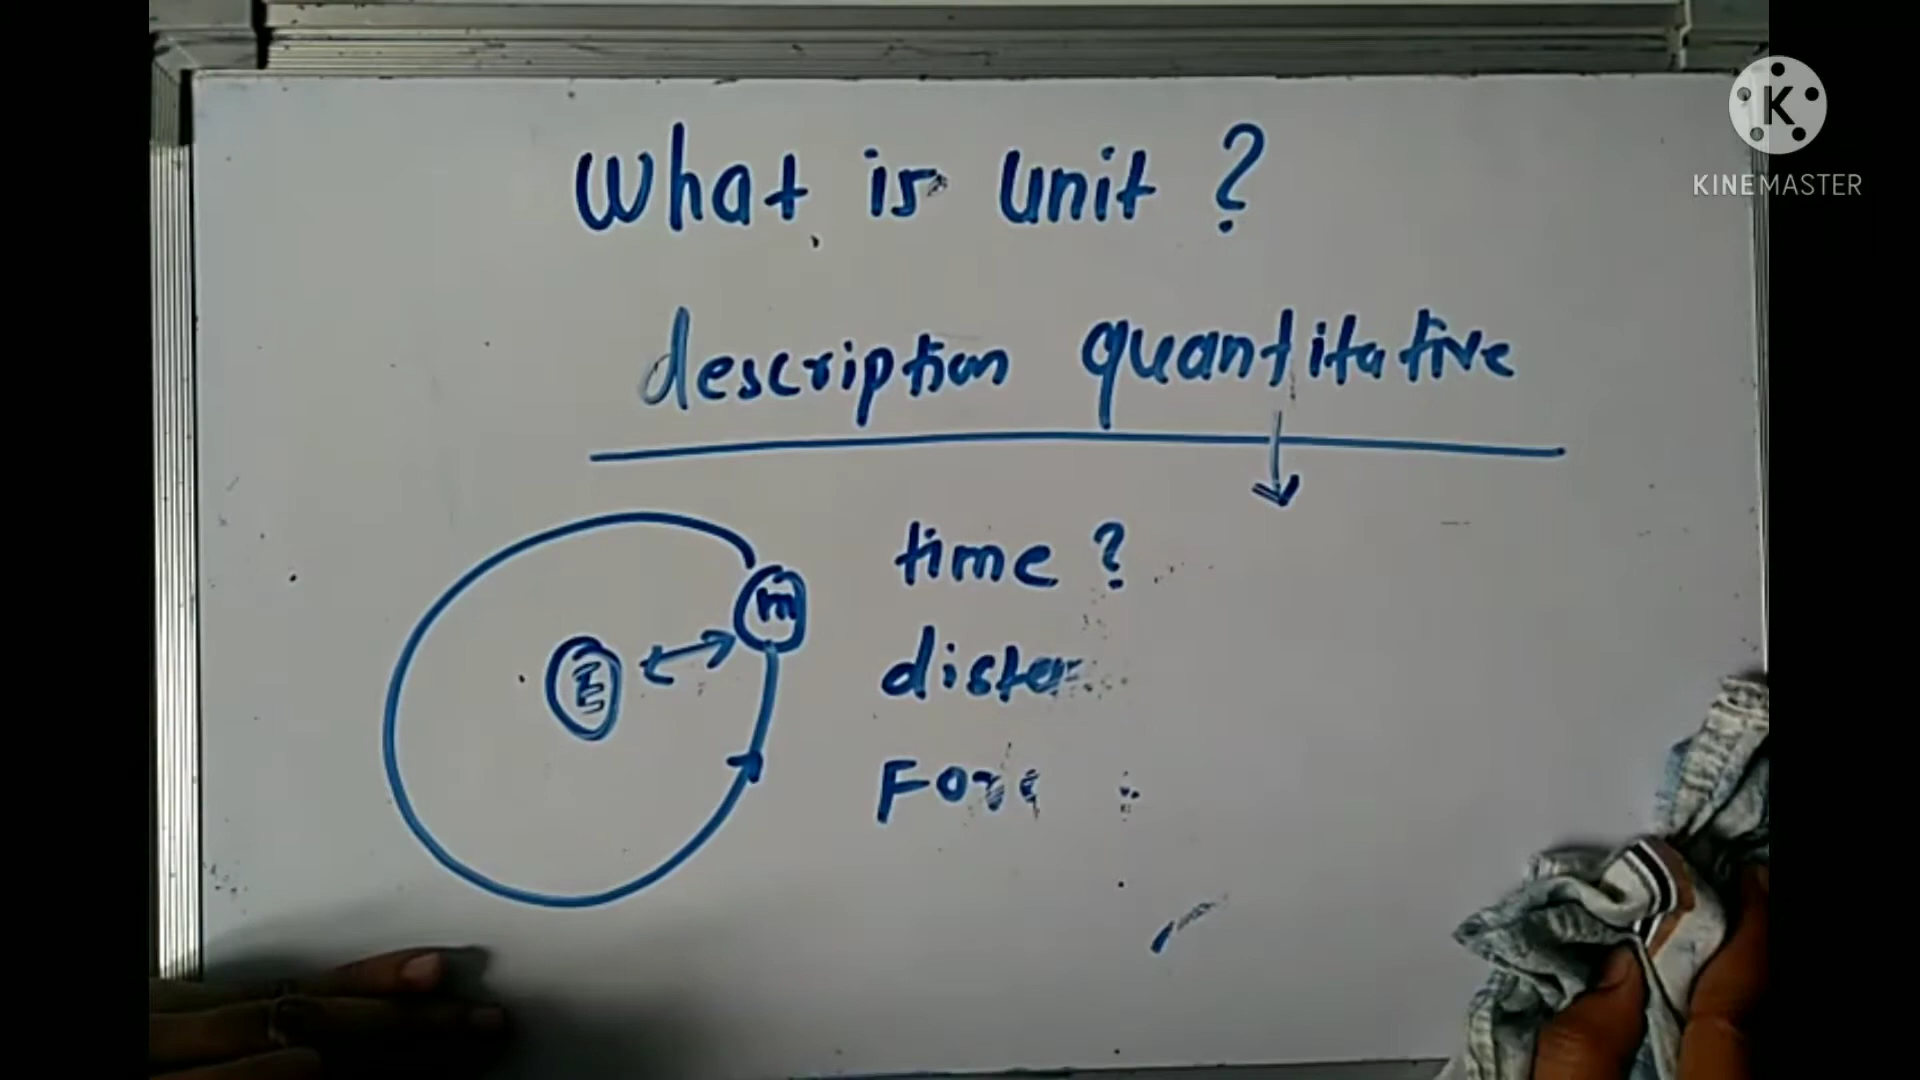 What is unit ?
description quantitative
time ?
m
E
KINEMASTER